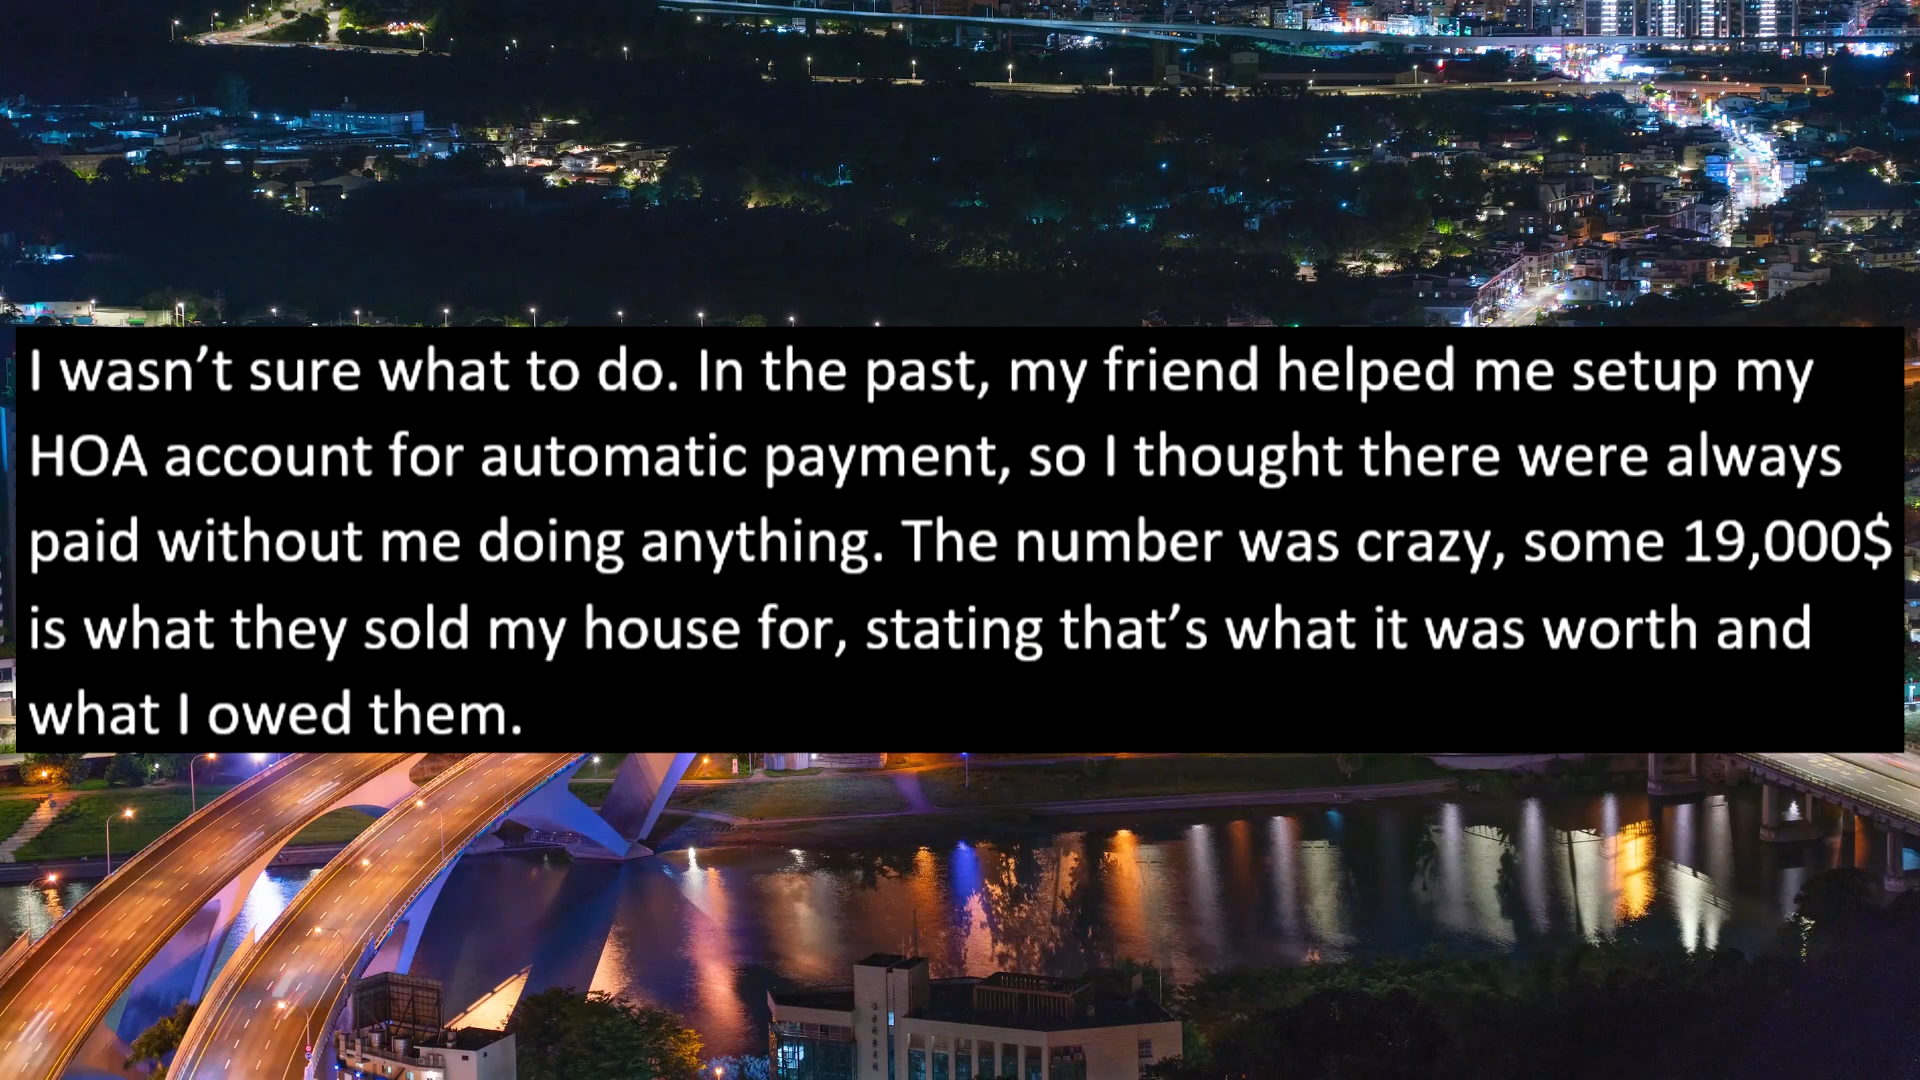 I wasn’t sure what to do. In the past, my friend helped me setup my
HOA account for automatic payment, so I thought there were always
paid without me doing anything. The number was crazy, some 19,000$
is what they sold my house for, stating that’s what it was worth and
what I owed them.